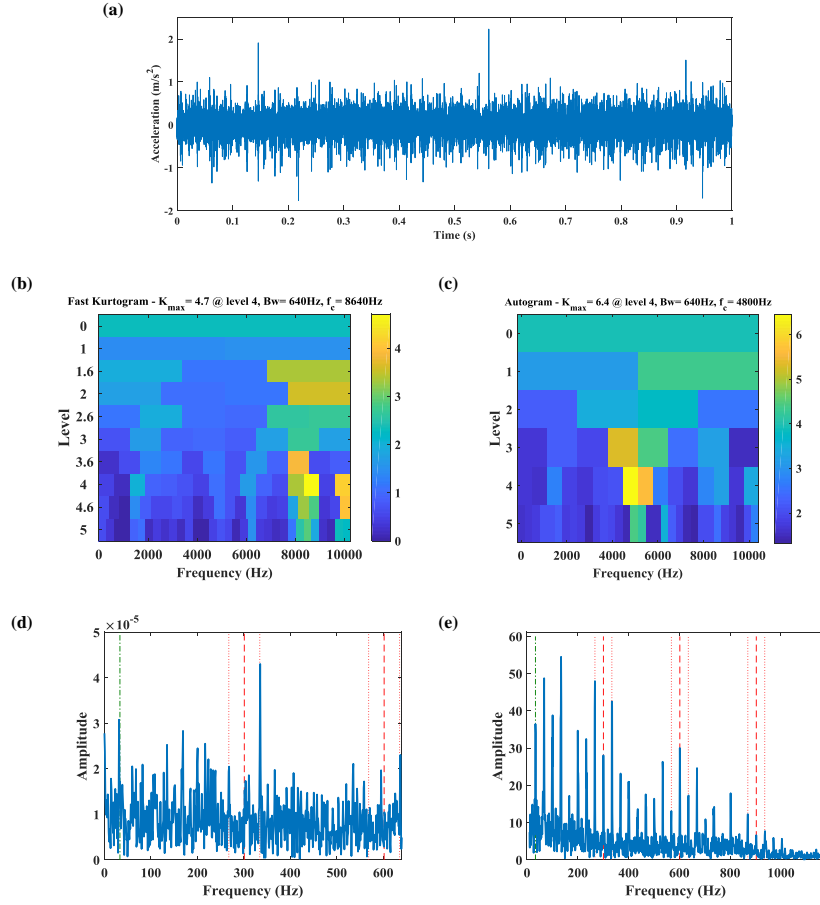 (a)
2
1
0
-1
-2
Acceleration (m/s²)
0 0.1 0.2 0.3 0.4 0.5 0.6 0.7 0.8 0.9 1
Time (s)
(b)
Fast Kurtogram - K_max = 4.7 @ level 4, Bw= 640Hz, f_c = 8640Hz
0
1
1.6
2
2.6
3
3.6
4
4.6
5
Level
0 2000 4000 6000 8000 10000
Frequency (Hz)
4
3
2
1
0
(c)
Autogram - K_max = 6.4 @ level 4, Bw= 640Hz, f_c = 4800Hz
0
1
2
3
4
5
Level
0 2000 4000 6000 8000 10000
Frequency (Hz)
6
5
4
3
2
(d)
×10⁻⁵
5
4
3
2
1
0
Amplitude
0 100 200 300 400 500 600
Frequency (Hz)
(e)
60
50
40
30
20
10
0
Amplitude
0 200 400 600 800 1000
Frequency (Hz)